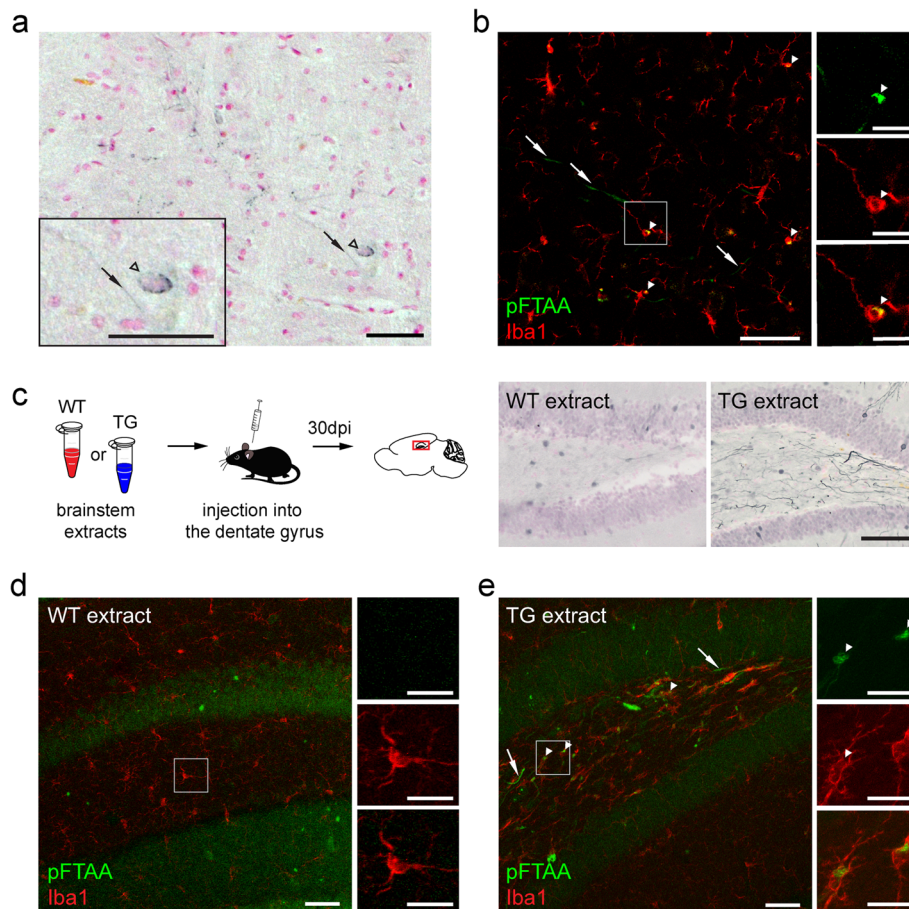 a
b
pFTAA
Iba1
c
WT
or
TG
brainstem
extracts
injection into
the dentate gyrus
30dpi
WT extract
TG extract
d
WT extract
pFTAA
Iba1
e
TG extract
pFTAA
Iba1